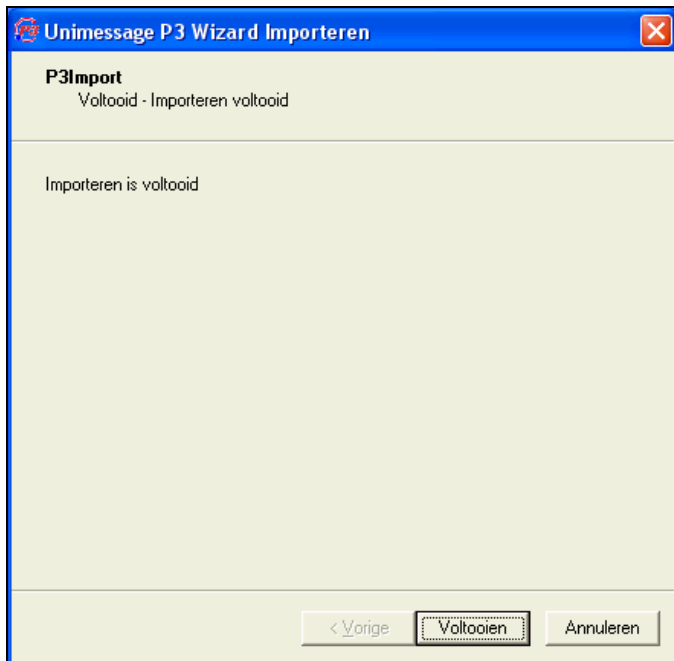 Unimessage P3 Wizard Importeren
P3Import
Voltooid - Importeren voltooid
Importeren is voltooid
< Vorige
Voltooien
Annuleren